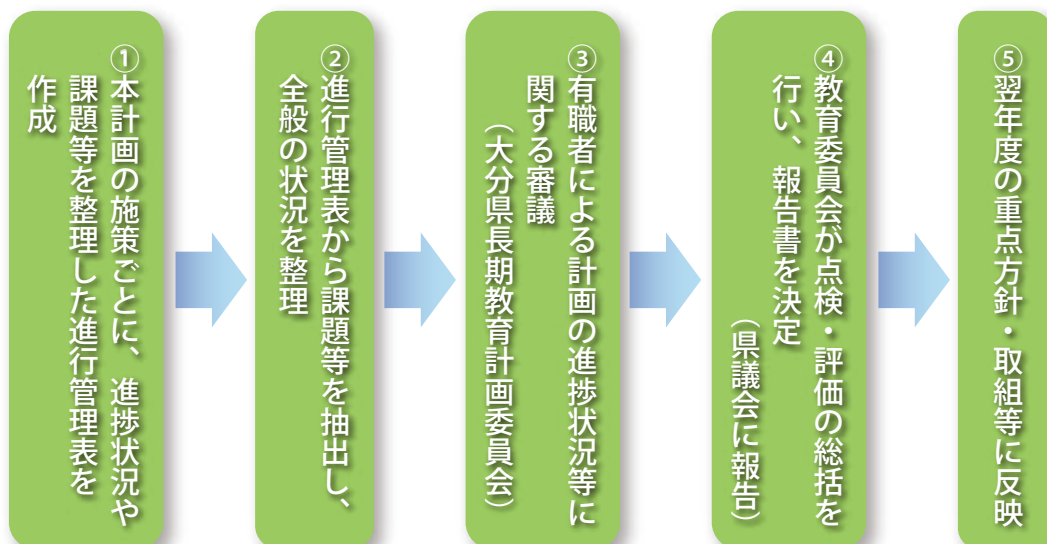 ①本計画の施策ごとに、進捗状況や
課題等を整理した進行管理表を
作成
②進行管理表から課題等を抽出し、
全般の状況を整理
③有職者による計画の進捗状況等に
関する審議
（大分県長期教育計画委員会）
④教育委員会が点検・評価の総括を
行い、報告書を決定
（県議会に報告）
⑤翌年度の重点方針・取組等に反映